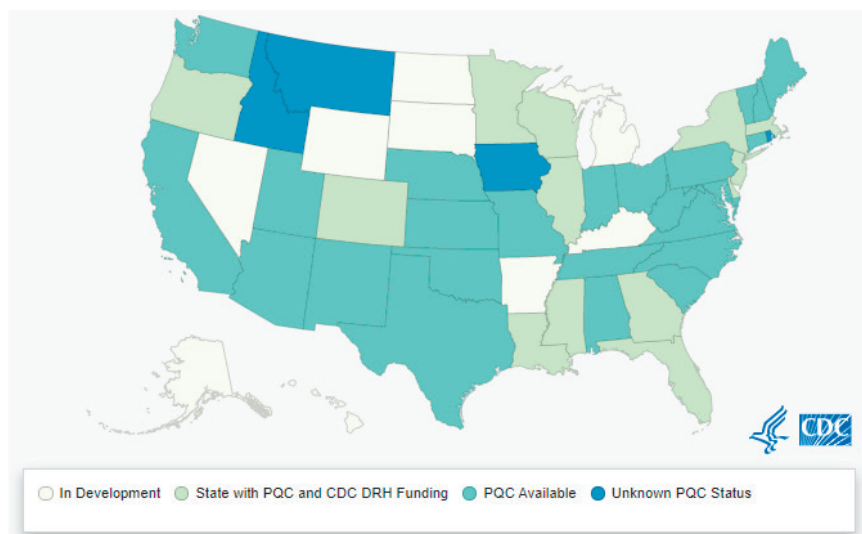 CDC
In Development State with PQC and CDC DRH Funding PQC Available Unknown PQC Status